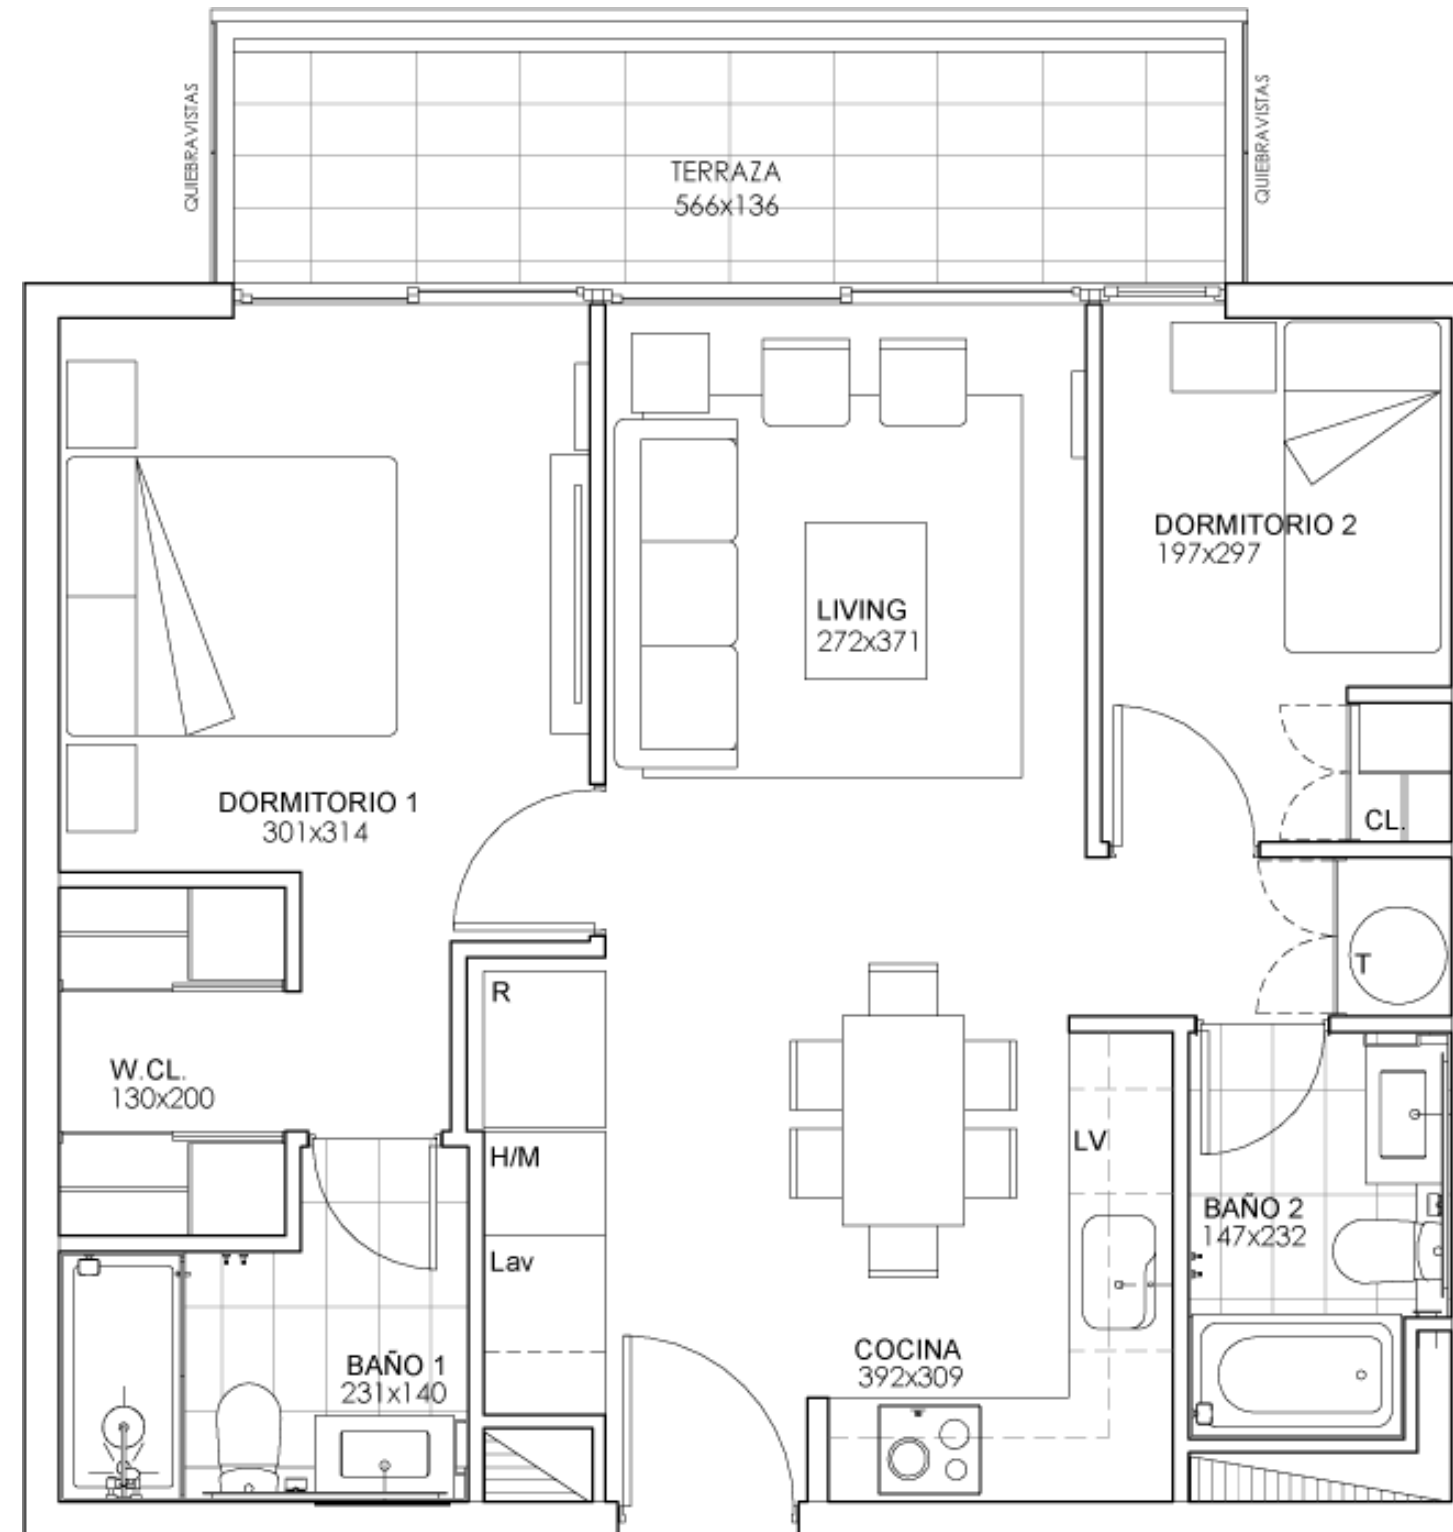 QUIEBRAVISTAS
QUIEBRAVISTAS
TERRAZA
566x136
DORMITORIO 2
197x297
LIVING
272x371
DORMITORIO 1
301x314
CL.
T
R
W.CL.
130x200
H/M
LV
BAÑO 2
147x232
Lav
BAÑO 1
231x140
COCINA
392x309